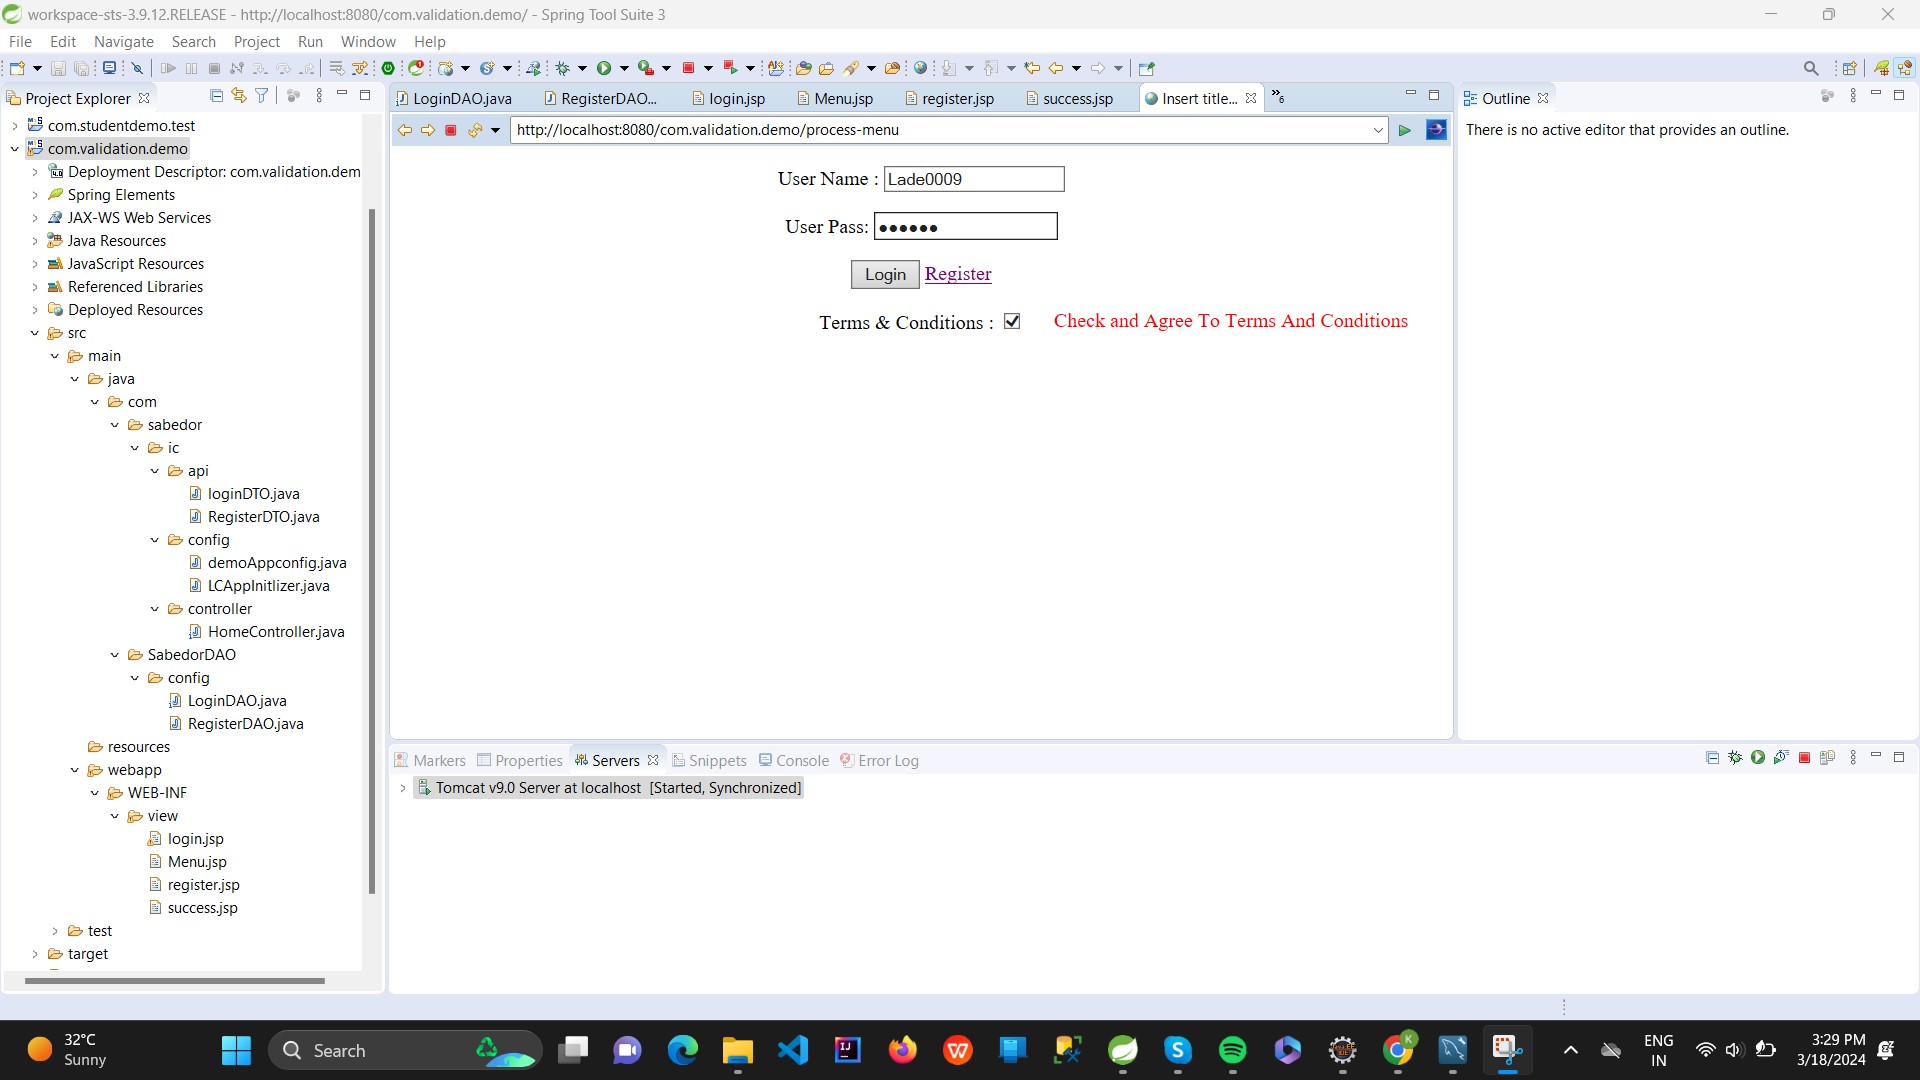 workspace-sts-3.9.12.RELEASE - http://localhost:8080/com.validation.demo/ - Spring Tool Suite 3
File Edit Navigate Search Project Run Window Help
Project Explorer
com.studentdemo.test
com.validation.demo
Deployment Descriptor: com.validation.dem
Spring Elements
JAX-WS Web Services
Java Resources
JavaScript Resources
Referenced Libraries
Deployed Resources
src
main
java
com
sabedor
ic
api
loginDTO.java
RegisterDTO.java
config
demoAppconfig.java
LCAppInitlizer.java
controller
HomeController.java
SabedorDAO
config
LoginDAO.java
RegisterDAO.java
resources
webapp
WEB-INF
view
login.jsp
Menu.jsp
register.jsp
success.jsp
test
target
LoginDAO.java RegisterDAO... login.jsp Menu.jsp register.jsp success.jsp Insert title... »6
http://localhost:8080/com.validation.demo/process-menu
User Name : Lade0009
User Pass: ●●●●●●
Login Register
Terms & Conditions : Check and Agree To Terms And Conditions
Outline
There is no active editor that provides an outline.
Markers Properties Servers Snippets Console Error Log
Tomcat v9.0 Server at localhost [Started, Synchronized]
32°C
Sunny
Search
ENG
IN
3:29 PM
3/18/2024